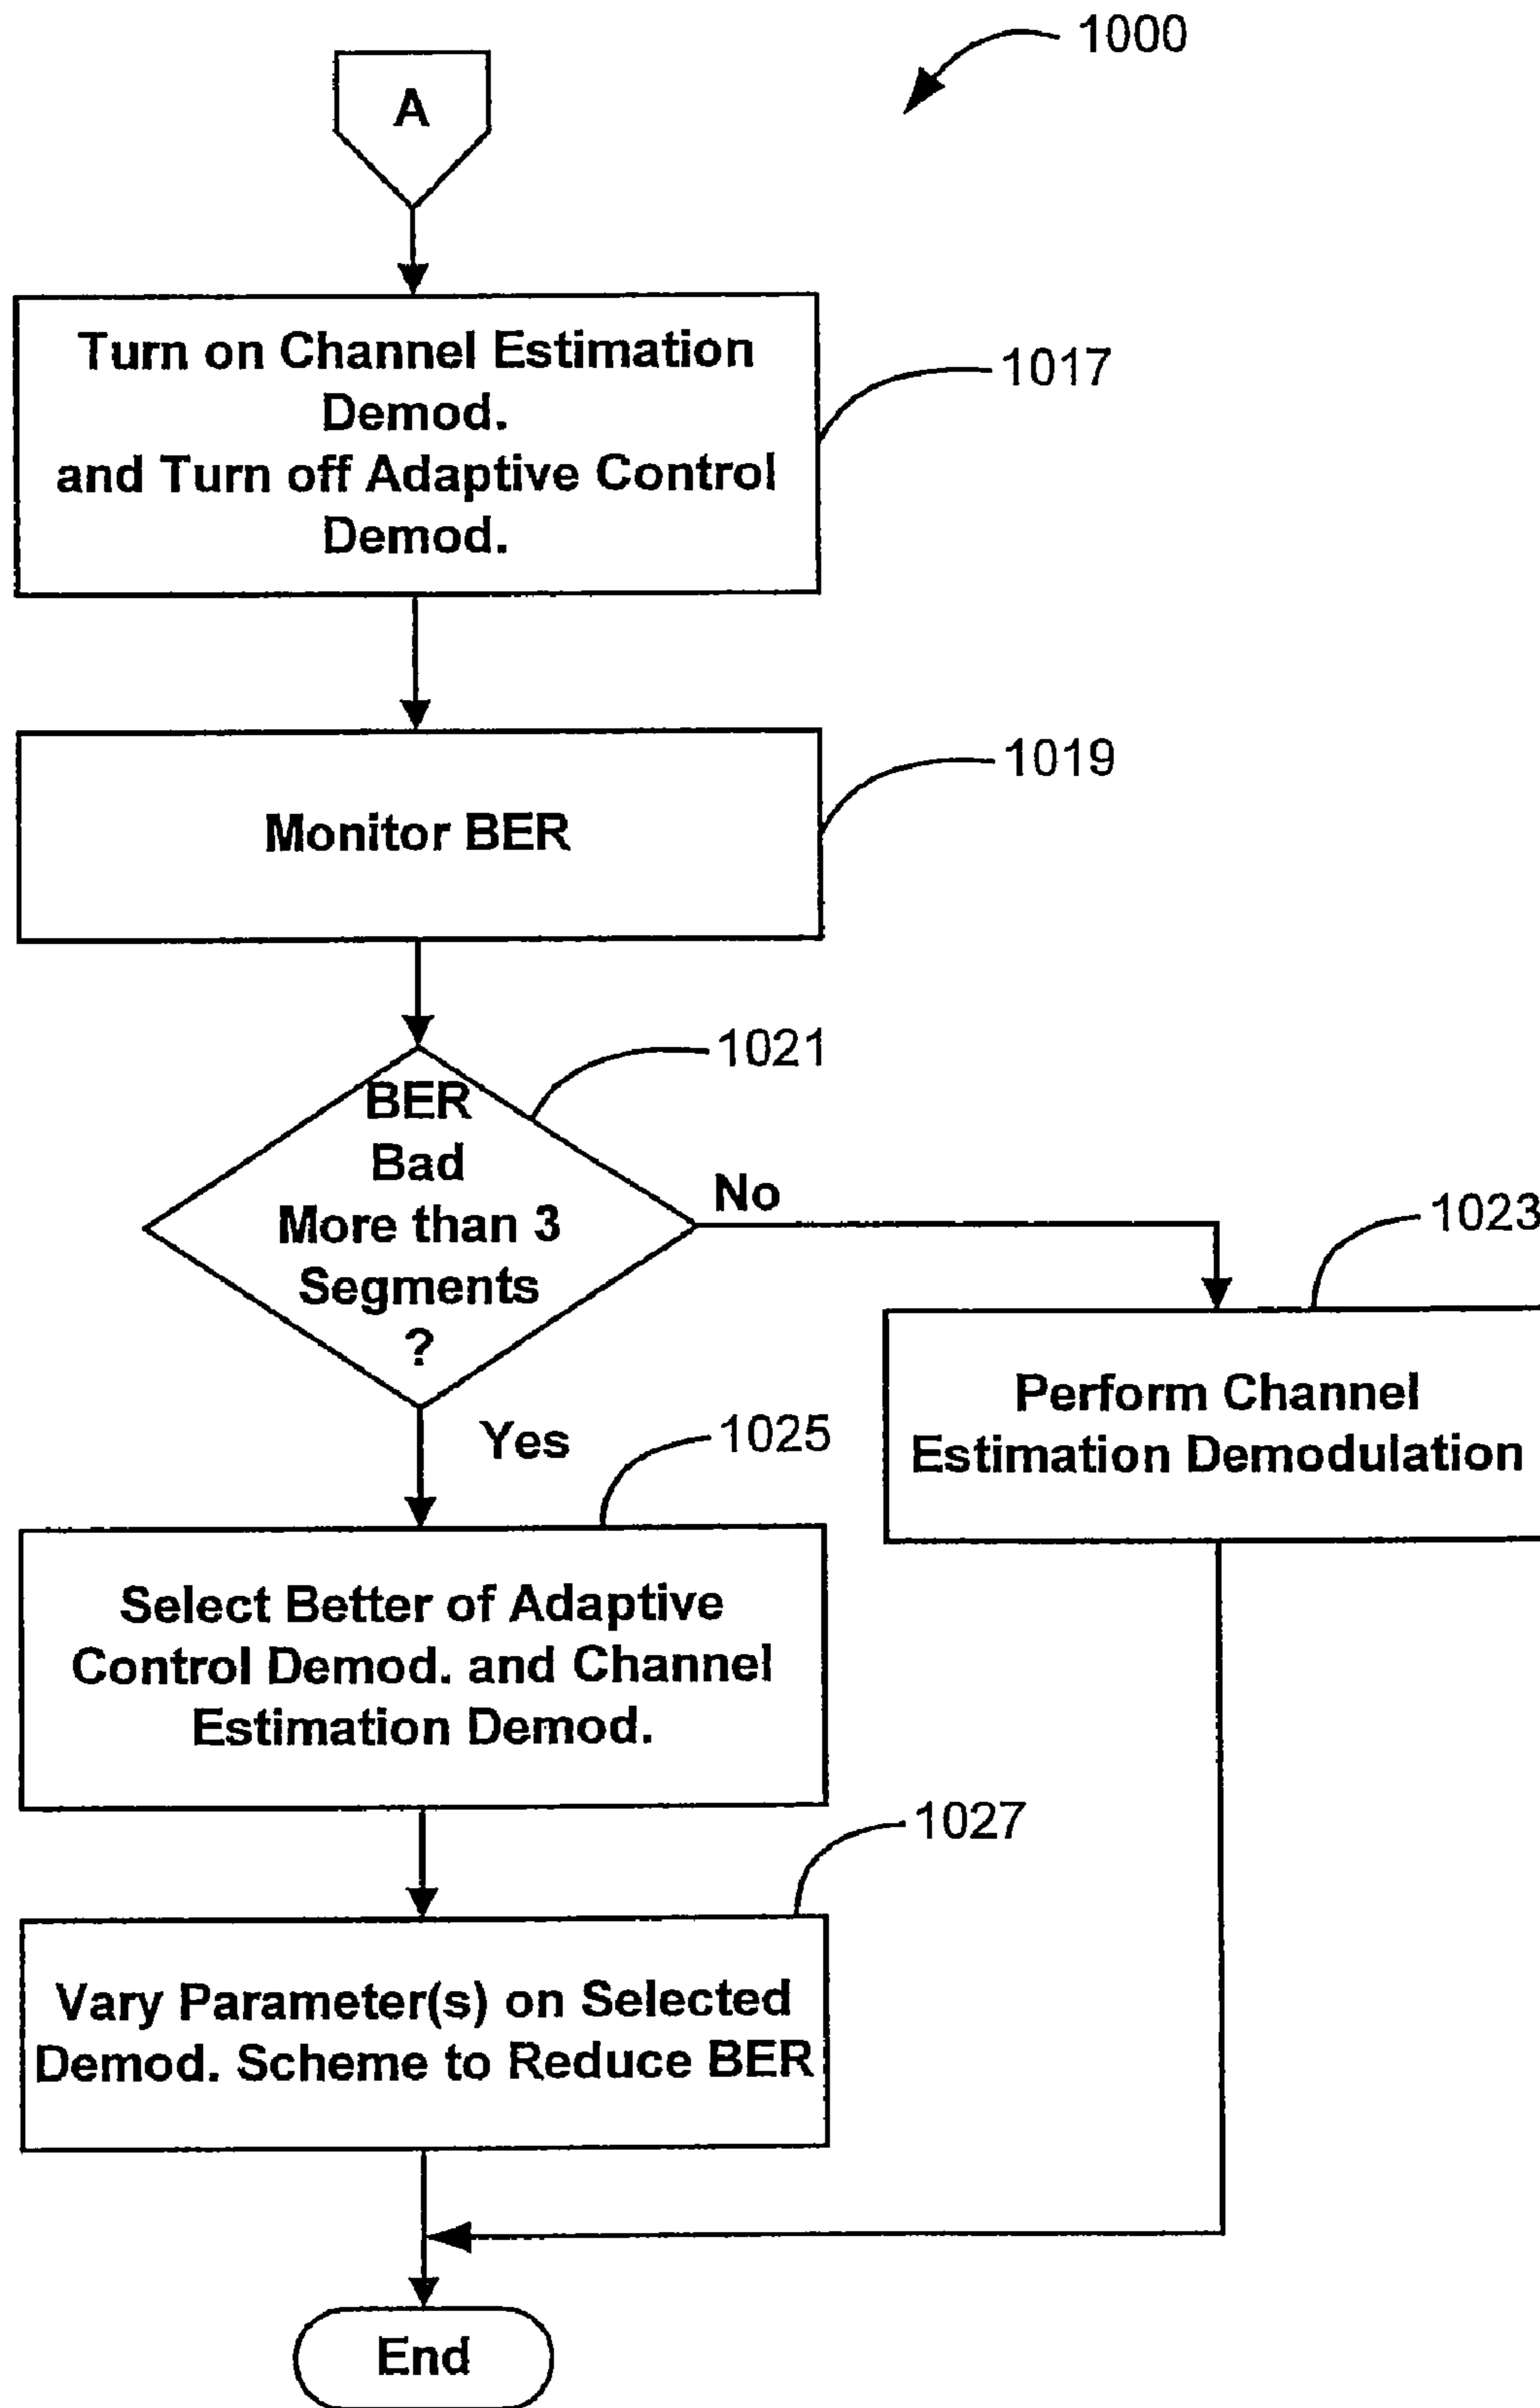 1000
A
Turn on Channel Estimation
Demod.
and Turn off Adaptive Control
Demod.
1017
Monitor BER
1019
BER
Bad
More than 3
Segments
?
1021
No
Yes
1023
Perform Channel
Estimation Demodulation
1025
Select Better of Adaptive
Control Demod. and Channel
Estimation Demod.
1027
Vary Parameter(s) on Selected
Demod. Scheme to Reduce BER
End